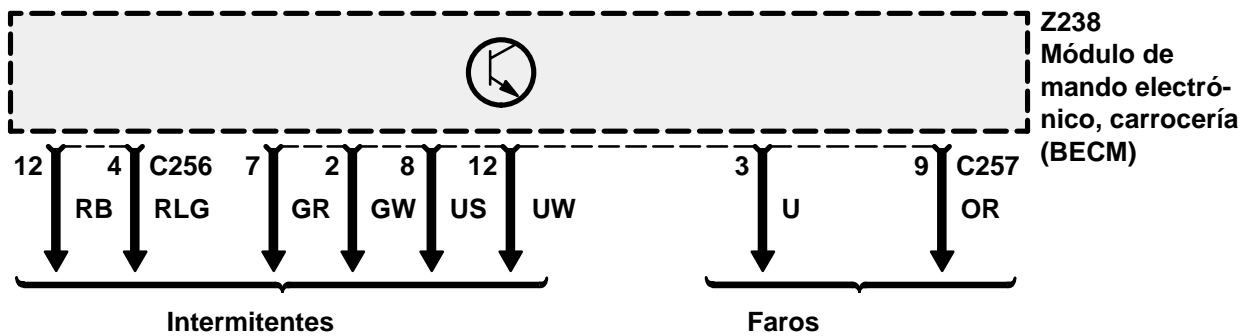 Z238
Módulo de
mando electró-
nico, carrocería
(BECM)
12 4 C256 7 2 8 12 3 9 C257
RB RLG GR GW US UW U OR
Intermitentes Faros